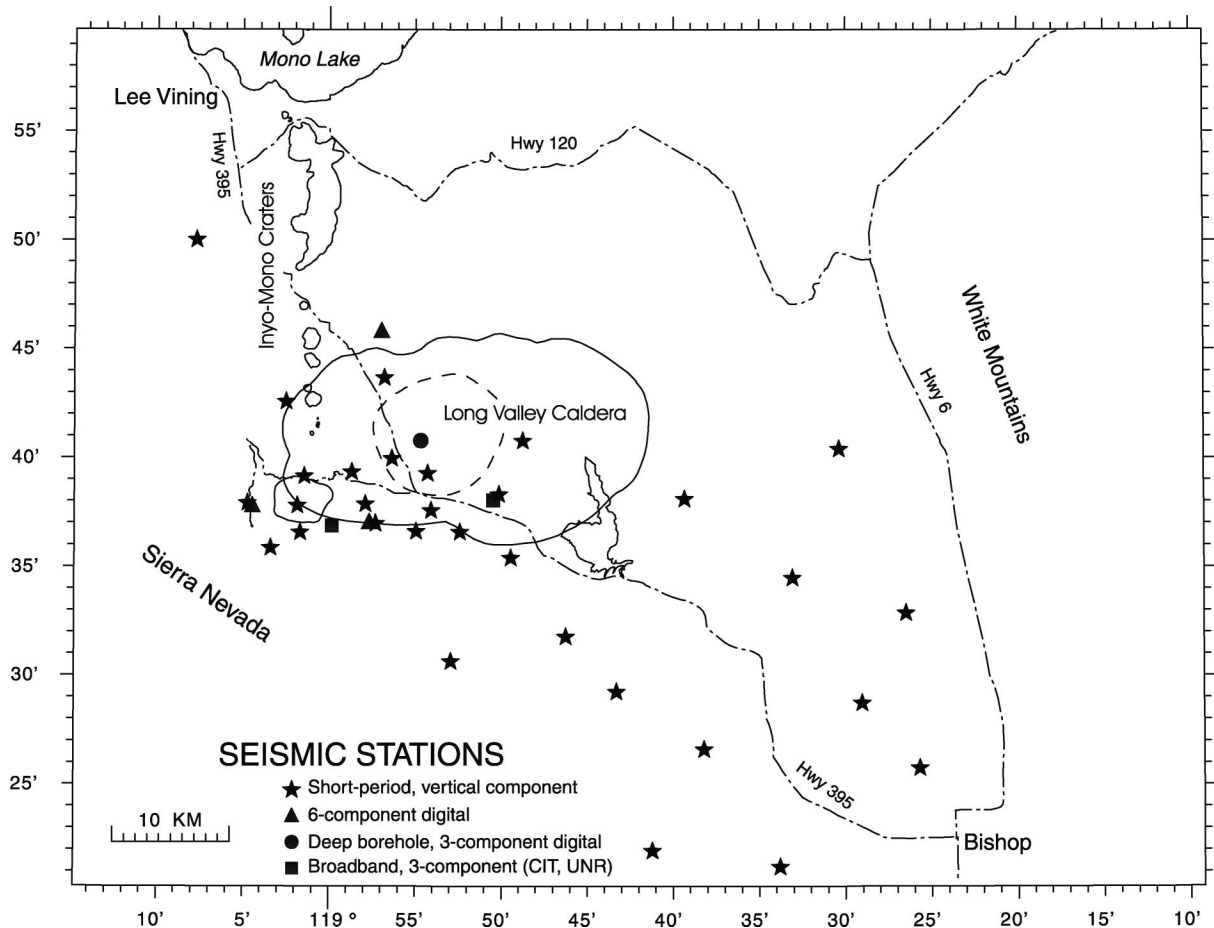 Mono Lake
Lee Vining
Hwy 395
Hwy 120
Inyo-Mono Craters
White Mountains
Hwy 6
Long Valley Caldera
Sierra Nevada
Hwy 395
Bishop
SEISMIC STATIONS
Short-period, vertical component
6-component digital
Deep borehole, 3-component digital
Broadband, 3-component (CIT, UNR)
10 KM
55'
50'
45'
40'
35'
30'
25'
10' 5' 119 ° 55' 50' 45' 40' 35' 30' 25' 20' 15' 10'